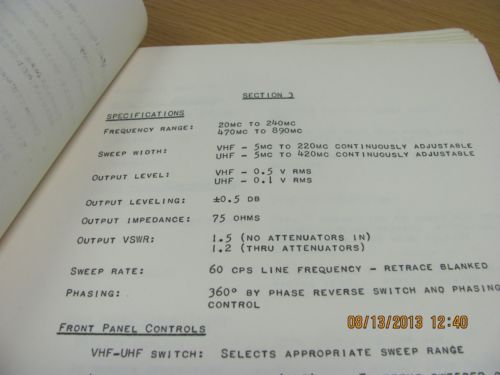 SECTION 3
SPECIFICATIONS
FREQUENCY RANGE: 20MC TO 240MC
470MC TO 890MC
SWEEP WIDTH: VHF - 5MC TO 220MC CONTINUOUSLY ADJUSTABLE
UHF - 5MC TO 420MC CONTINUOUSLY ADJUSTABLE
OUTPUT LEVEL: VHF - 0.5 V RMS
UHF - 0.1 V RMS
OUTPUT LEVELING: ±0.5 DB
OUTPUT IMPEDANCE: 75 OHMS
OUTPUT VSWR: 1.5 (NO ATTENUATORS IN)
1.2 (THRU ATTENUATORS)
SWEEP RATE: 60 CPS LINE FREQUENCY - RETRACE BLANKED
PHASING: 360° BY PHASE REVERSE SWITCH AND PHASING
CONTROL
08/13/2013 12:40
FRONT PANEL CONTROLS
VHF-UHF SWITCH: SELECTS APPROPRIATE SWEEP RANGE